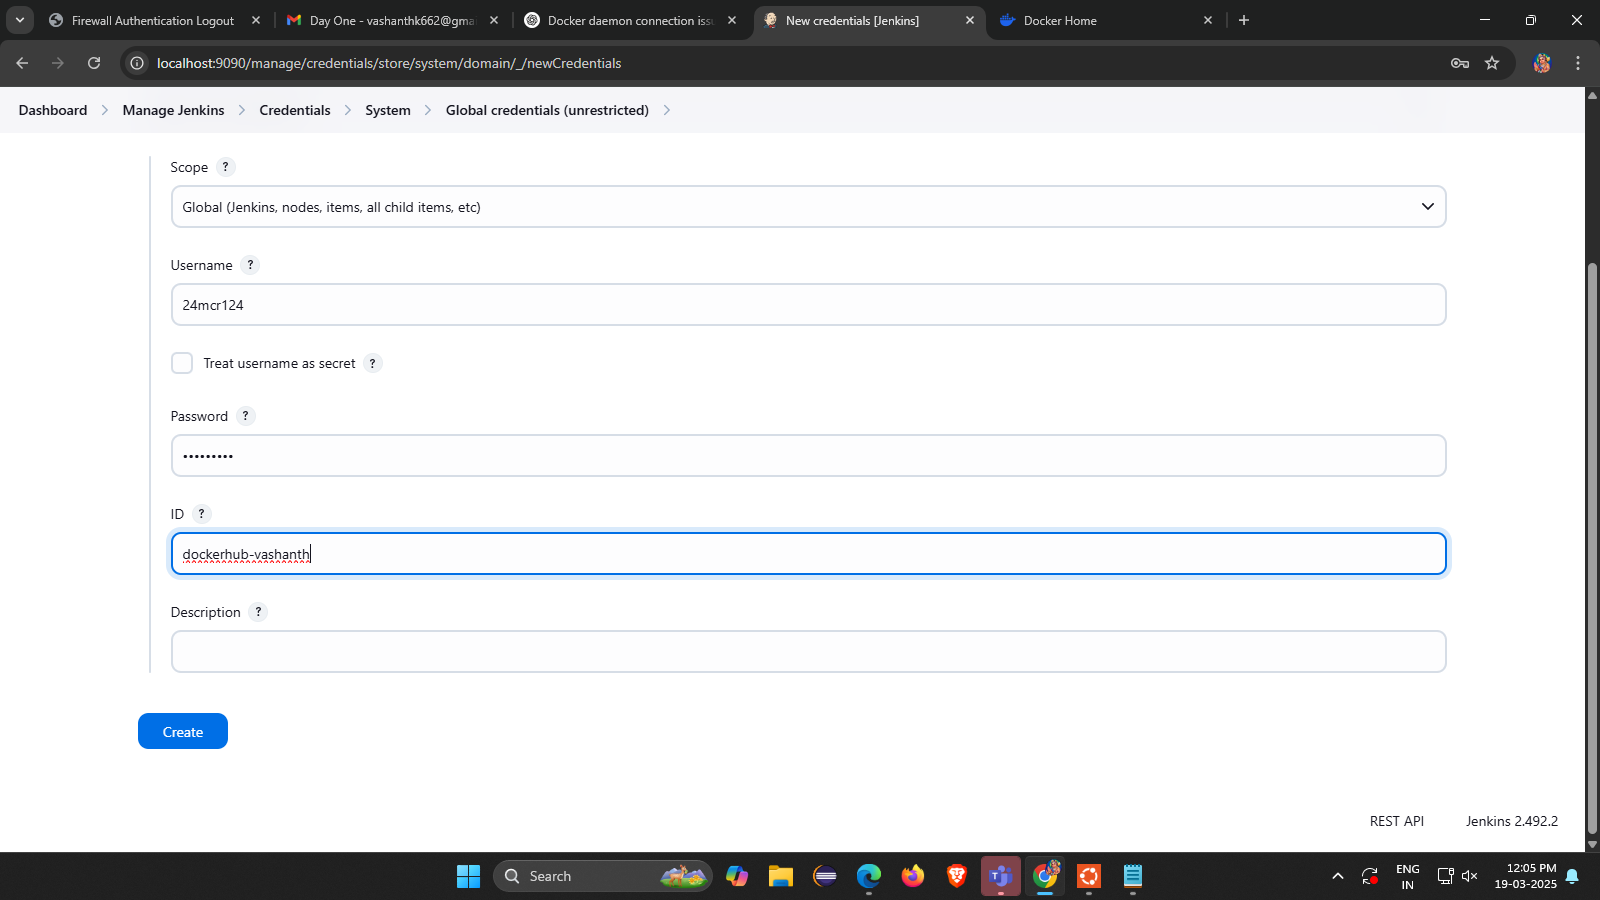 Firewall Authentication Logout
Day One - vashanthk662@gma
Docker daemon connection issu
New credentials [Jenkins]
Docker Home
localhost:9090/manage/credentials/store/system/domain/_/newCredentials
Dashboard Manage Jenkins Credentials System Global credentials (unrestricted)
Scope ?
Global (Jenkins, nodes, items, all child items, etc)
Username ?
24mcr124
Treat username as secret ?
Password ?
•••••••••
ID ?
dockerhub-vashanth
Description ?
Create
REST API Jenkins 2.492.2
Search
ENG
IN
12:05 PM
19-03-2025